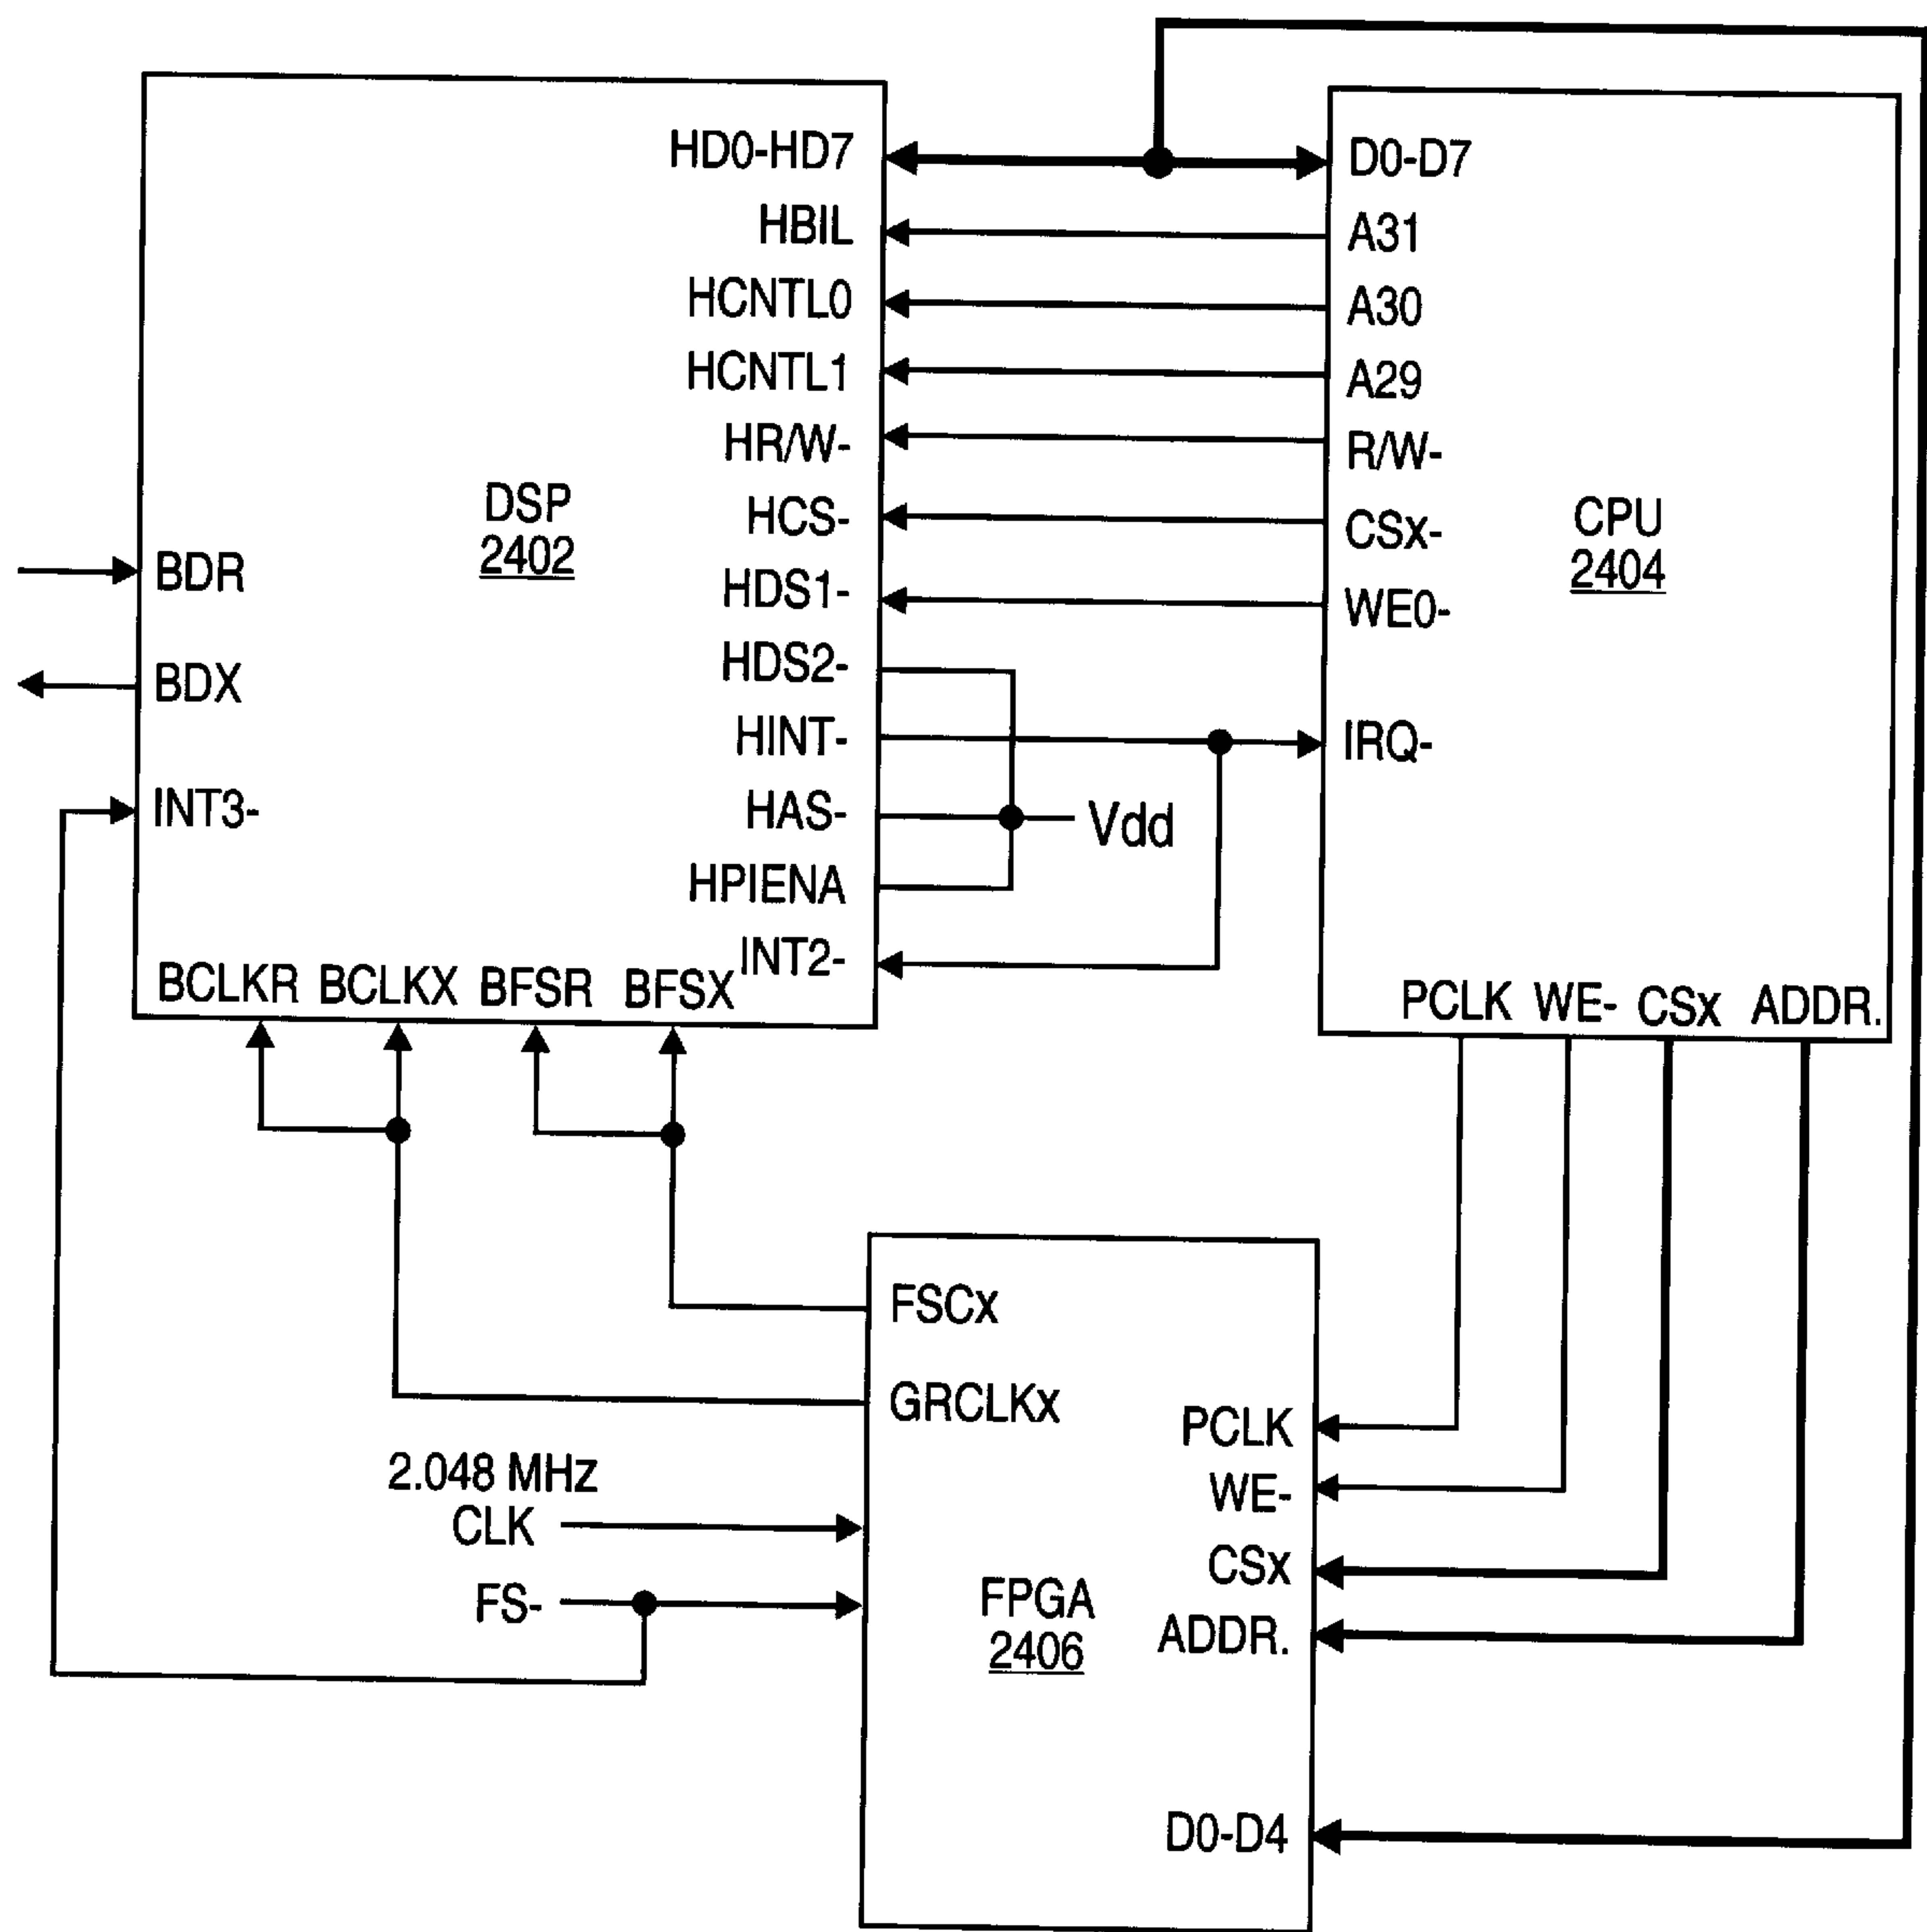 HD0-HD7
HBIL
HCNTL0
HCNTL1
HR/W-
HCS-
HDS1-
HDS2-
HINT-
HAS-
HPIENA
INT2-
DSP
2402
BDR
BDX
INT3-
BCLKR BCLKX BFSR BFSX
Vdd
D0-D7
A31
A30
A29
R/W-
CSx-
WE0-
IRQ-
CPU
2404
PCLK WE- CSx ADDR.
FSCx
GRCLKx
2.048 MHz
CLK
FS-
FPGA
2406
PCLK
WE-
CSx
ADDR.
D0-D4